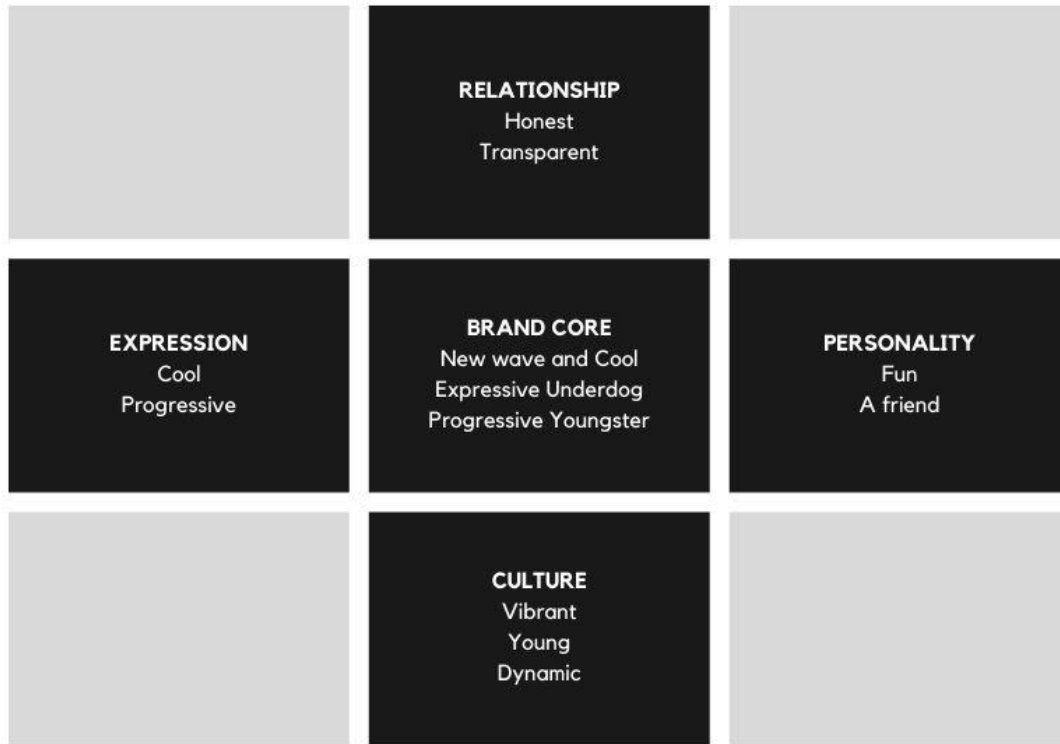 RELATIONSHIP
Honest
Transparent
EXPRESSION
Cool
Progressive
BRAND CORE
New wave and Cool
Expressive Underdog
Progressive Youngster
PERSONALITY
Fun
A friend
CULTURE
Vibrant
Young
Dynamic